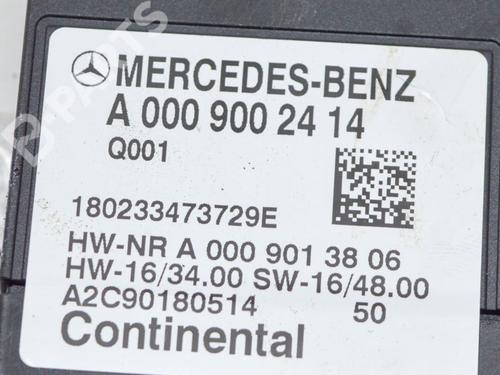 MERCEDES-BENZ
A 000 900 24 14
Q001
180233473729E
HW-NR A 000 901 38 06
HW-16/34.00 SW-16/48.00
A2C90180514 50
Continental